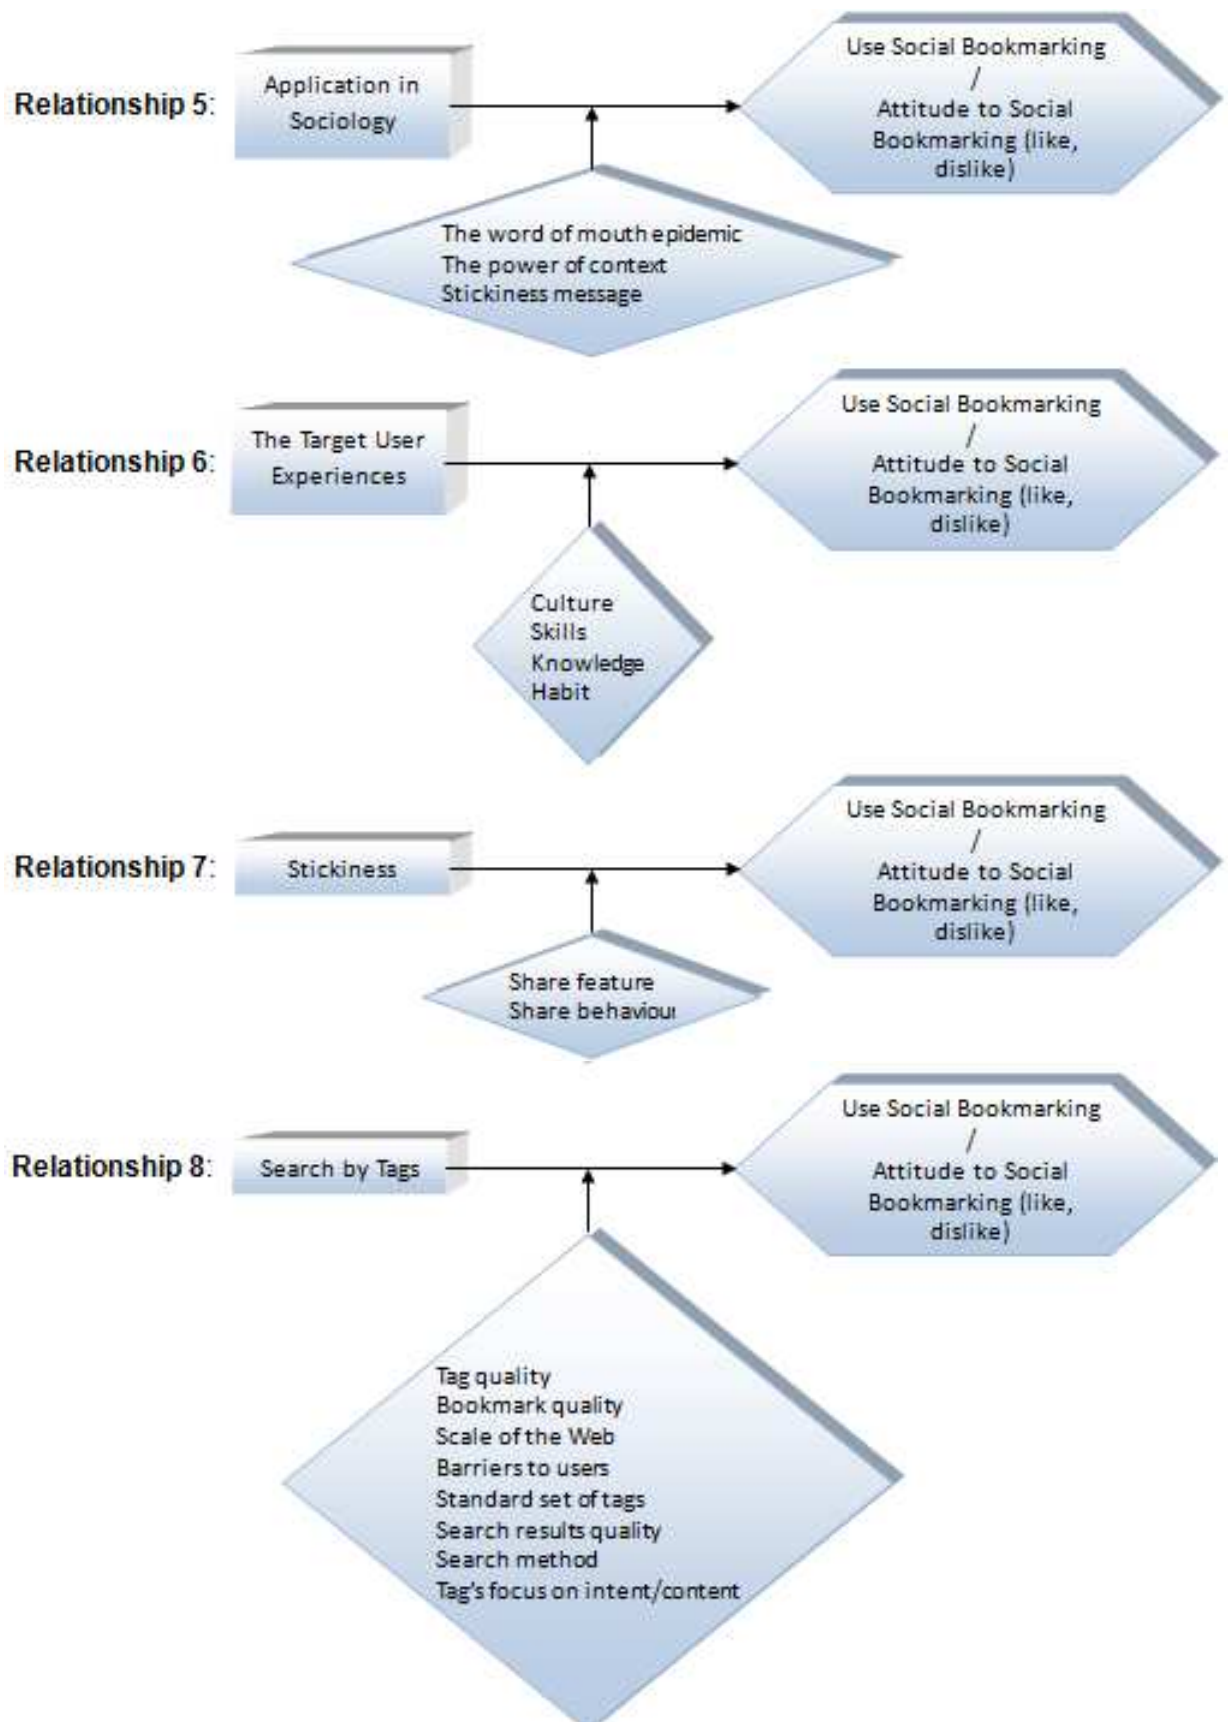 Relationship 5:
Application in
Sociology
Use Social Bookmarking
/
Attitude to Social
Bookmarking (like,
dislike)
The word of mouth epidemic
The power of context
Stickiness message
Relationship 6:
The Target User
Experiences
Use Social Bookmarking
/
Attitude to Social
Bookmarking (like,
dislike)
Culture
Skills
Knowledge
Habit
Relationship 7:
Stickiness
Use Social Bookmarking
/
Attitude to Social
Bookmarking (like,
dislike)
Share feature
Share behaviour
Relationship 8:
Search by Tags
Use Social Bookmarking
/
Attitude to Social
Bookmarking (like,
dislike)
Tag quality
Bookmark quality
Scale of the Web
Barriers to users
Standard set of tags
Search results quality
Search method
Tag's focus on intent/content